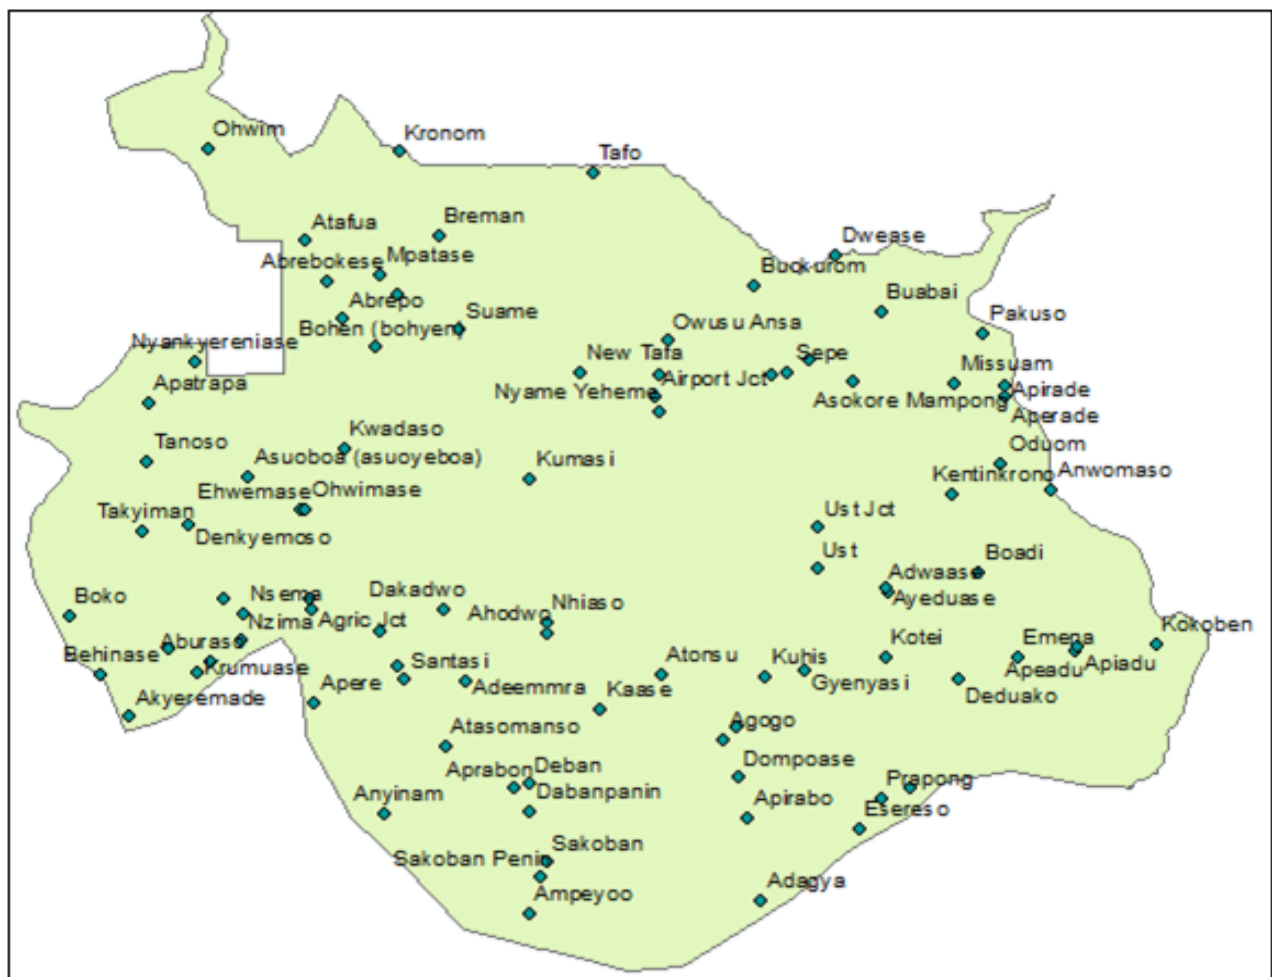 Ohwim
Kronom
Tafo
Atafua
Breman
Dwease
Abrebokese
Mpatase
Buokurom
Buabai
Abrepo
Suame
Owusu Ansa
Pakuso
Bohen (bohyen)
Nyankyereniase
New Tafa
Sepe
Missuam
Apatrapa
Nyame Yeheme
Airport Jct
Asokore Mampong
Apirade
Aperade
Tanoso
Kwadaso
Asuoboa (asuoyeboa)
Kumasi
Oduom
Kentinkrono
Anwomaso
Ehwemase
Ohwimase
Takyiman
Denkyemoso
Ust Jct
Ust
Boadi
Adwaase
Ayeduase
Boko
Nsema
Dakadwo
Ahodwo
Nhiaso
Nzima
Agric Jct
Kotei
Emena
Kokoben
Behinase
Aburaso
Krumuase
Santasi
Atonsu
Kuhis
Gyenyasi
Apeadu
Apiadu
Akyeremade
Apere
Adeemmra
Kaase
Deduako
Atasomanso
Agogo
Aprabon
Deban
Dompoase
Prapong
Anyinam
Dabanpanin
Apirabo
Esereso
Sakoban
Sakoban Penin
Ampeyoo
Adagya